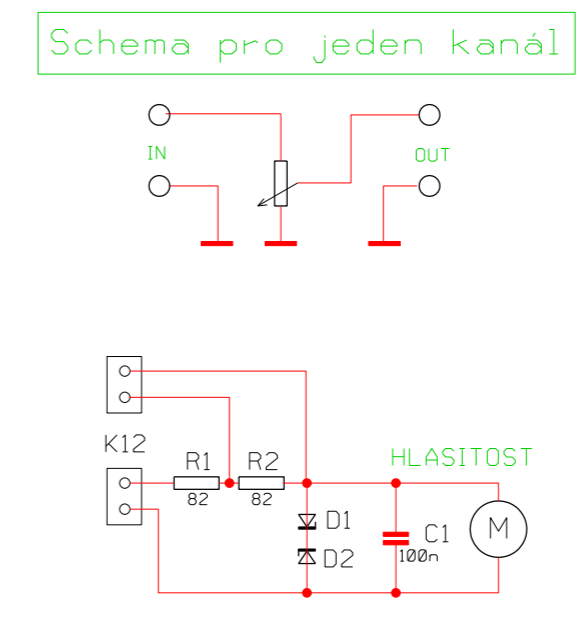 Schema pro jeden kanál
IN
OUT
K12
R1
R2
HLASITOST
82
82
D1
C1
M
100n
D2